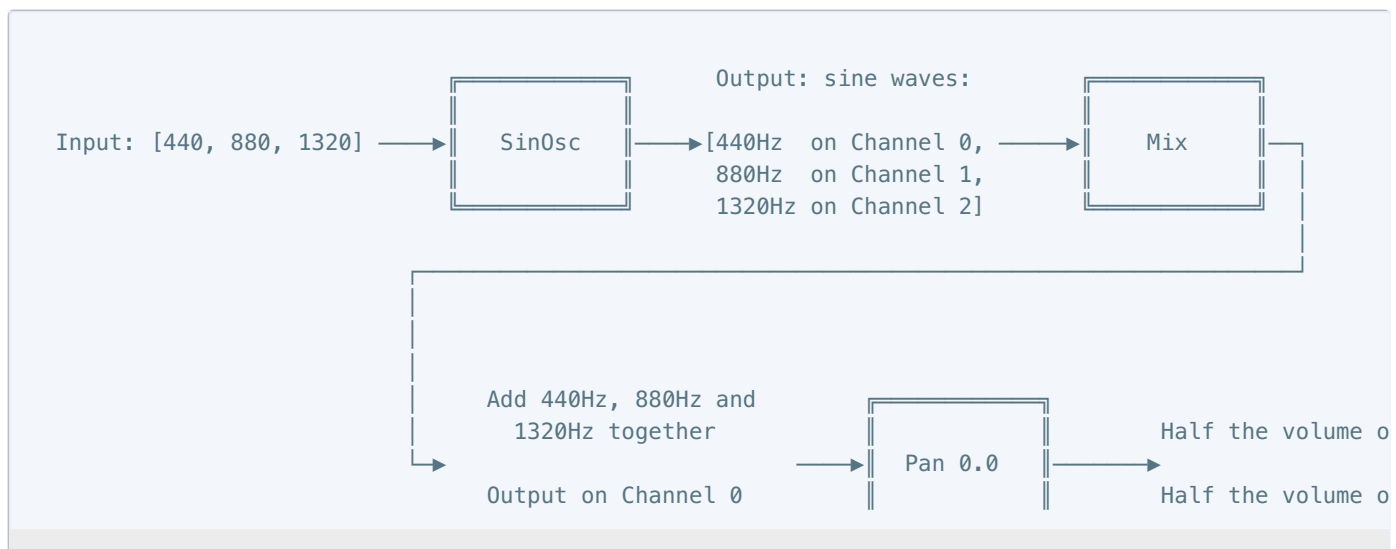 Output: sine waves:
Input: [440, 880, 1320] SinOsc [440Hz on Channel 0, Mix
880Hz on Channel 1,
1320Hz on Channel 2]
Add 440Hz, 880Hz and
1320Hz together Half the volume o
Pan 0.0
Output on Channel 0 Half the volume o